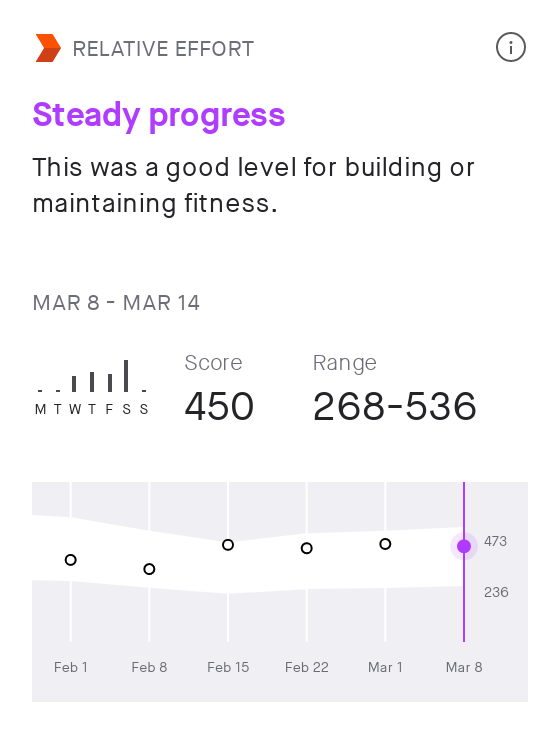 RELATIVE EFFORT
Steady progress
This was a good level for building or
maintaining fitness.
MAR 8 - MAR 14
Score Range
450 268-536
M T W T F S S
473
236
Feb 1 Feb 8 Feb 15 Feb 22 Mar 1 Mar 8